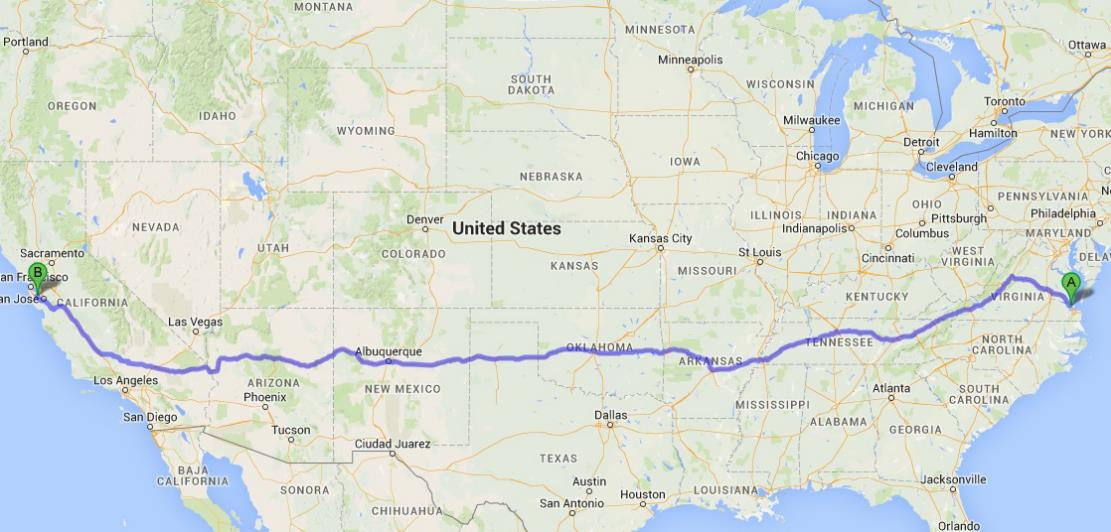 MONTANA
Portland
MINNESOTA
Ottawa
Minneapolis
OREGON
IDAHO
SOUTH
DAKOTA
WISCONSIN
MICHIGAN
Toronto
Hamilton
WYOMING
Milwaukee
Detroit
NEW YORK
Chicago
Cleveland
IOWA
NEBRASKA
PENNSYLVANIA
NEVADA
Denver
United States
ILLINOIS
INDIANA
OHIO
Pittsburgh
Philadelphia
Indianapolis
Columbus
MARYLAND
UTAH
COLORADO
Kansas City
St Louis
Cincinnati
WEST
VIRGINIA
DELA
Sacramento
KANSAS
MISSOURI
B
an Francisco
A
an Jose
CALIFORNIA
KENTUCKY
VIRGINIA
Las Vegas
OKLAHOMA
TENNESSEE
NORTH
CAROLINA
Albuquerque
ARKANSAS
Los Angeles
ARIZONA
NEW MEXICO
Phoenix
Atlanta
SOUTH
CAROLINA
San Diego
Dallas
MISSISSIPPI
ALABAMA
GEORGIA
Tucson
Ciudad Juarez
TEXAS
BAJA
CALIFORNIA
SONORA
Austin
Houston
LOUISIANA
Jacksonville
San Antonio
CHIHUAHUA
Orlando